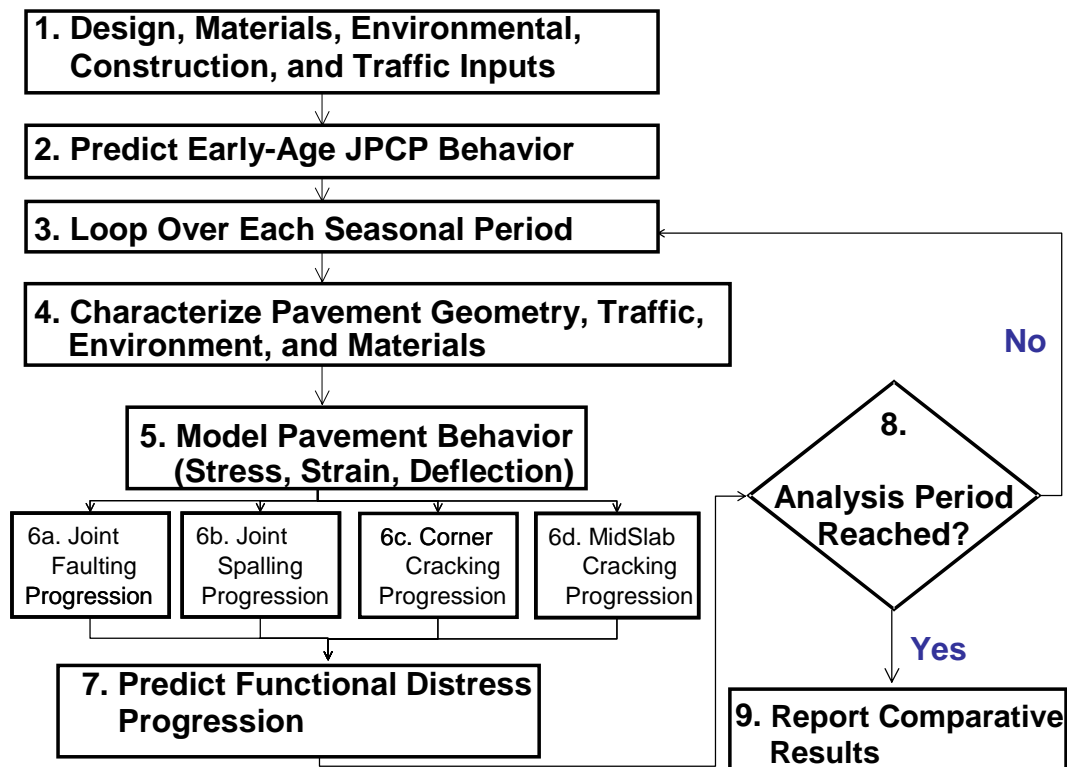 1. Design, Materials, Environmental,
Construction, and Traffic Inputs
2. Predict Early-Age JPCP Behavior
3. Loop Over Each Seasonal Period
4. Characterize Pavement Geometry, Traffic,
Environment, and Materials
5. Model Pavement Behavior
(Stress, Strain, Deflection)
6a. Joint
Faulting
Progression
6b. Joint
Spalling
Progression
6c. Corner
Cracking
Progression
6d. MidSlab
Cracking
Progression
7. Predict Functional Distress
Progression
8.
Analysis Period
Reached?
No
Yes
9. Report Comparative
Results